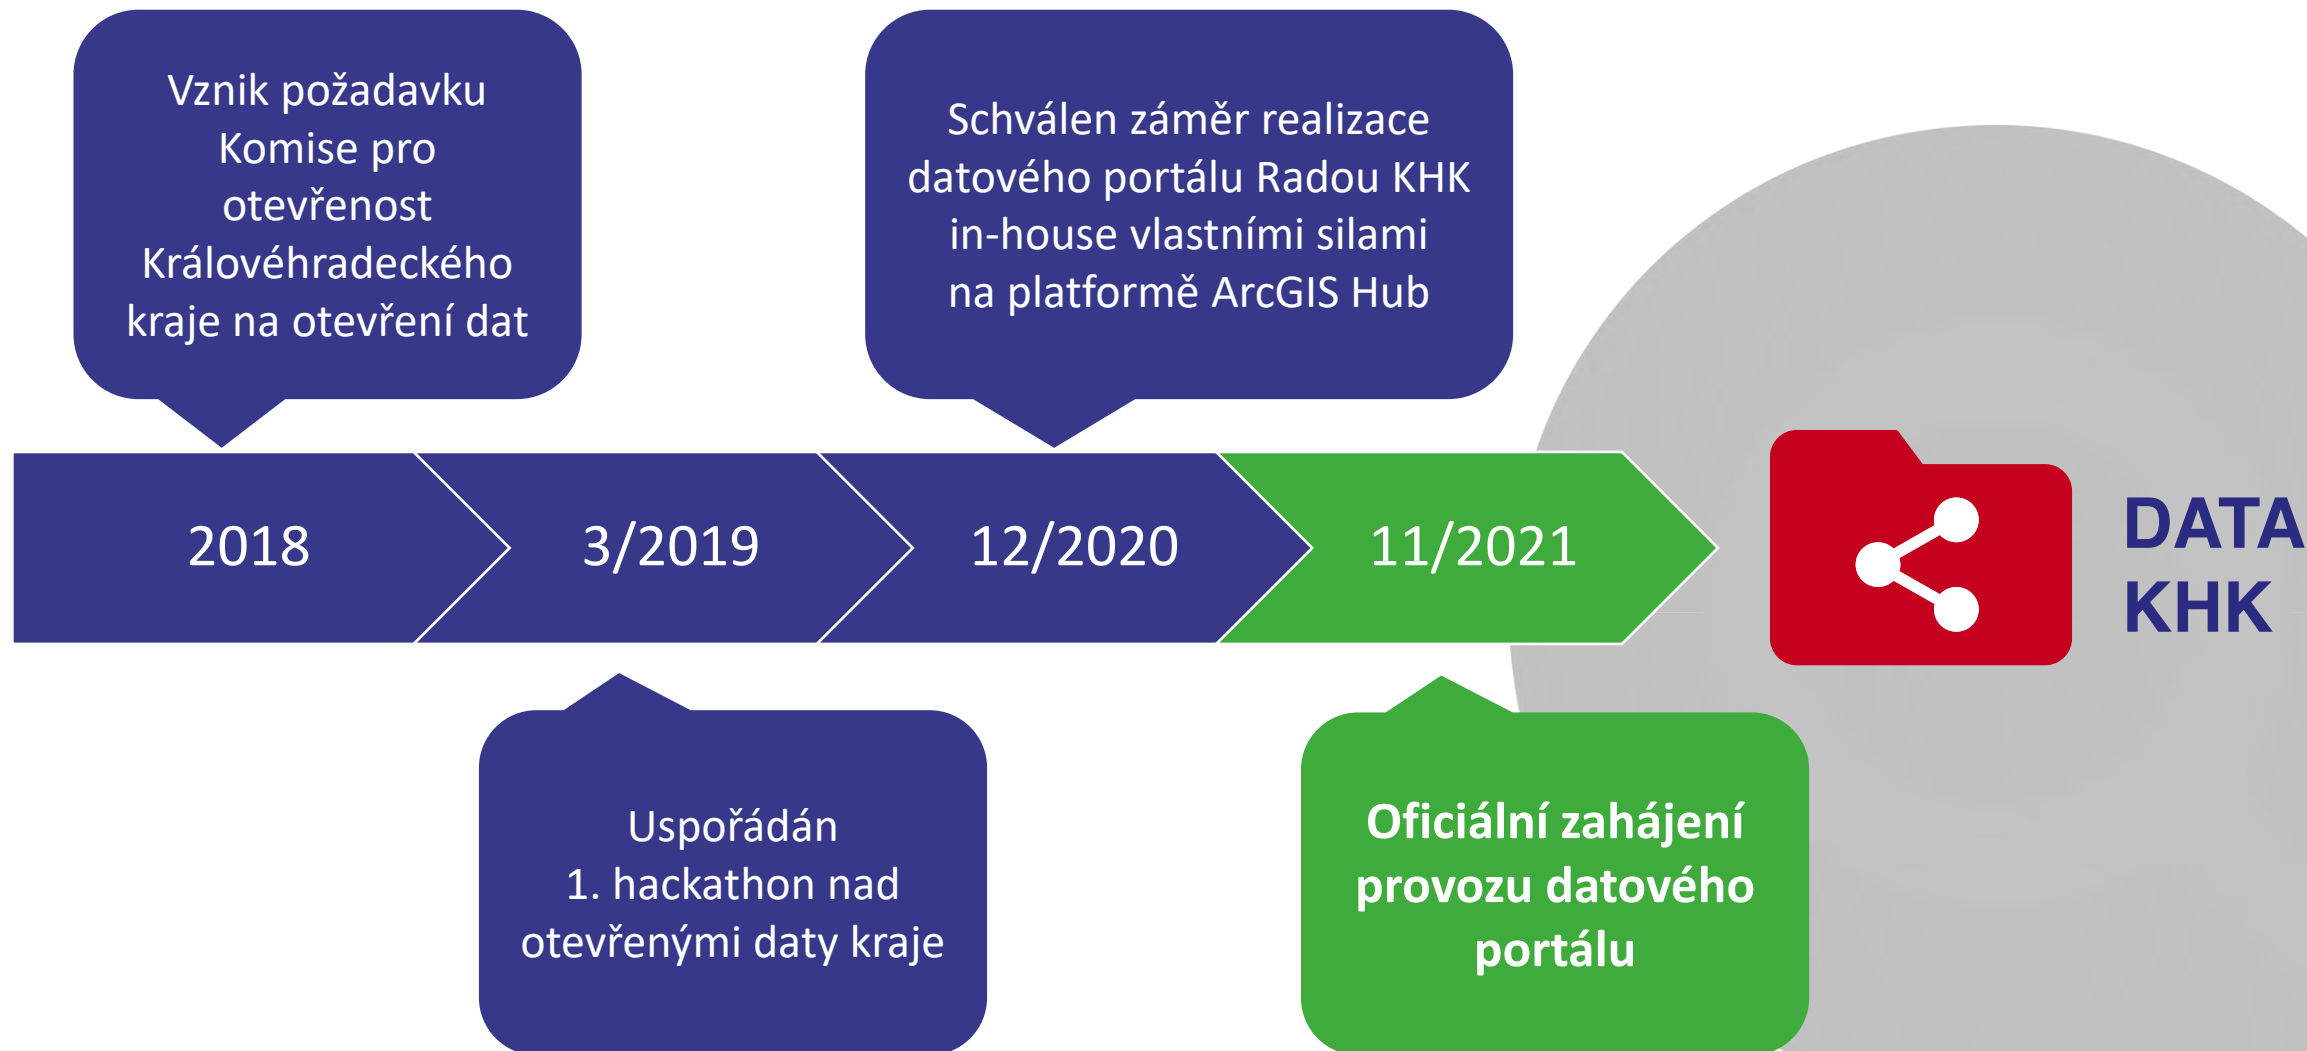 Vznik požadavku
Komise pro
otevřenost
Královéhradeckého
kraje na otevření dat
Schválen záměr realizace
datového portálu Radou KHK
in-house vlastními silami
na platformě ArcGIS Hub
2018
3/2019
12/2020
11/2021
DATA
KHK
Uspořádán
1. hackathon nad
otevřenými daty kraje
Oficiální zahájení
provozu datového
portálu